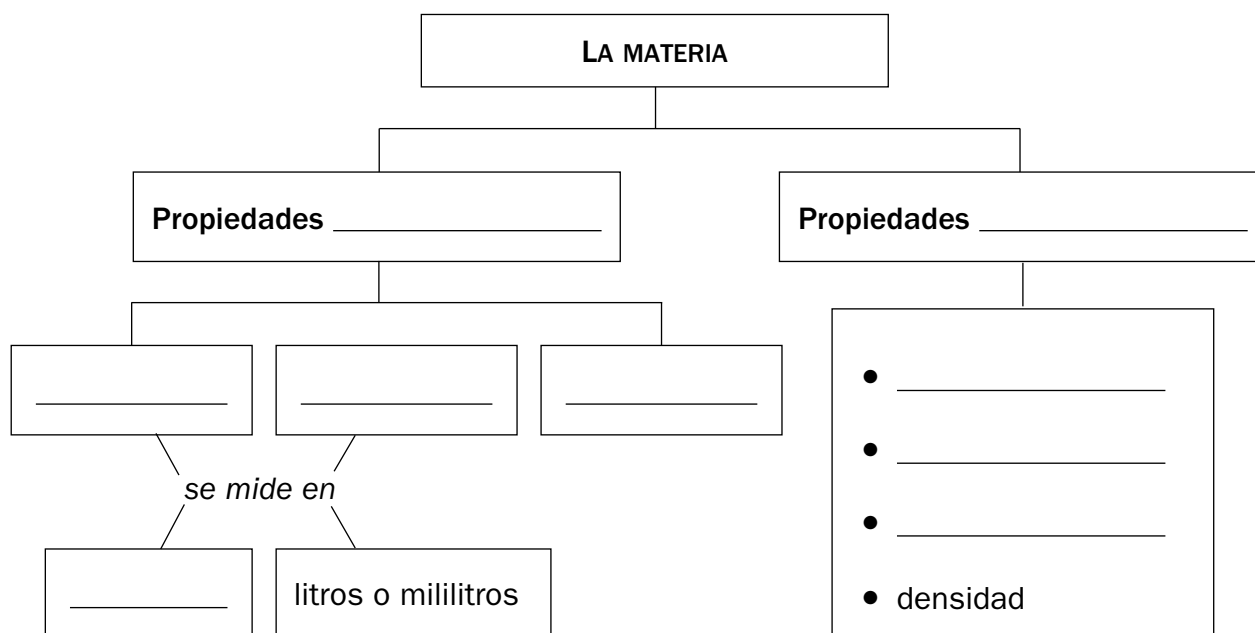 LA MATERIA
Propiedades
Propiedades
se mide en
litros o mililitros
• densidad